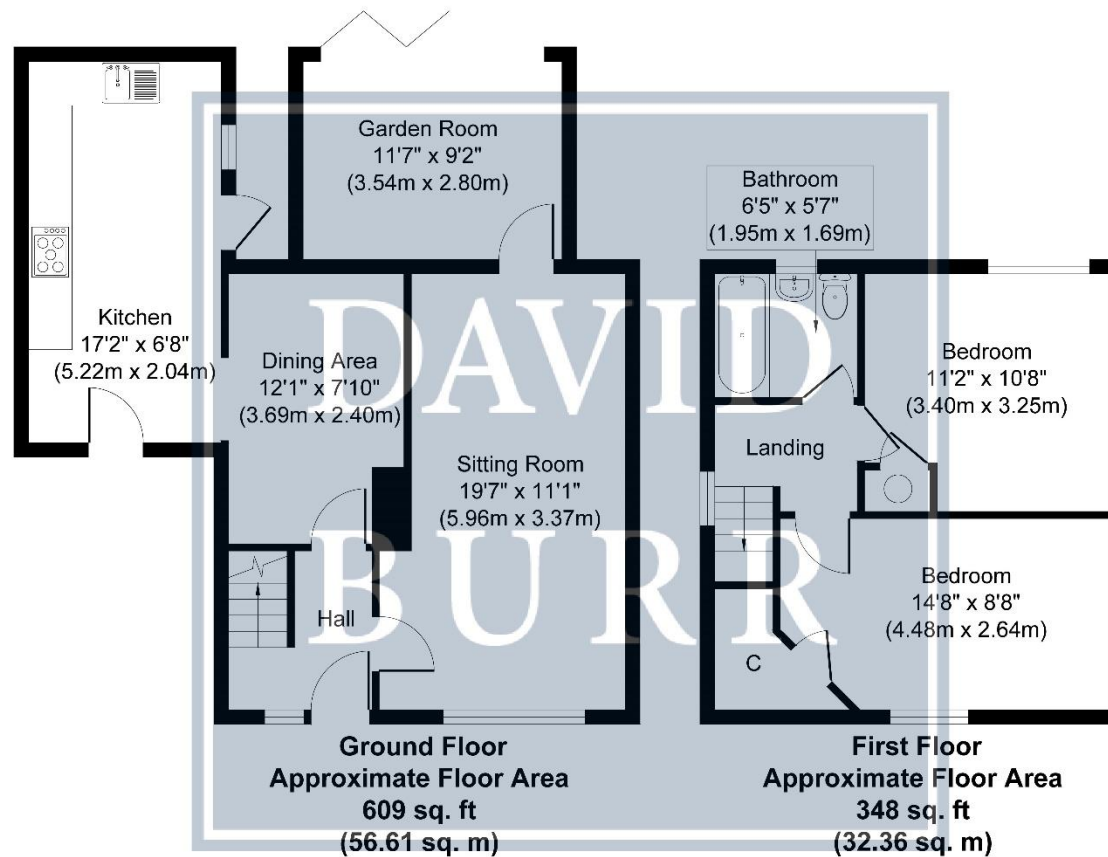 Garden Room
11'7" x 9'2"
(3.54m x 2.80m)
Bathroom
6'5" x 5'7"
(1.95m x 1.69m)
Kitchen
17'2" x 6'8"
(5.22m x 2.04m)
Dining Area
12'1" x 7'10"
(3.69m x 2.40m)
Bedroom
11'2" x 10'8"
(3.40m x 3.25m)
Landing
Sitting Room
19'7" x 11'1"
(5.96m x 3.37m)
Hall
Bedroom
14'8" x 8'8"
(4.48m x 2.64m)
C
DAVID
BURR
Ground Floor
Approximate Floor Area
609 sq. ft
(56.61 sq. m)
First Floor
Approximate Floor Area
348 sq. ft
(32.36 sq. m)